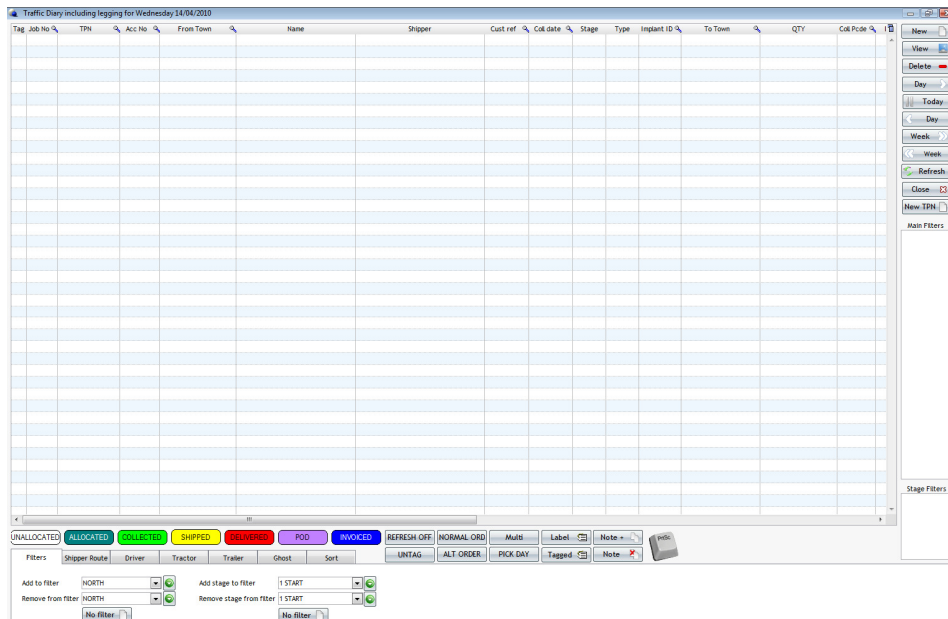 Traffic Diary including legging for Wednesday 14/04/2010
Tag Job No TPN Acc No From Town Name Shipper Cust ref Coll date Stage Type Implant ID To Town QTY Coll Pcde
New
View
Delete
Day
Today
Day
Week
Week
Refresh
Close
New TPN
Main Filters
Stage Filters
UNALLOCATED ALLOCATED COLLECTED SHIPPED DELIVERED POD INVOICED REFRESH OFF NORMAL ORD Multi Label Note + PrtSc
Filters Shipper Route Driver Tractor Trailer Ghost Sort UNTAG ALT ORDER PICK DAY Tagged Note
Add to filter NORTH Add stage to filter 1 START
Remove from filter NORTH Remove stage from filter 1 START
No filter No filter